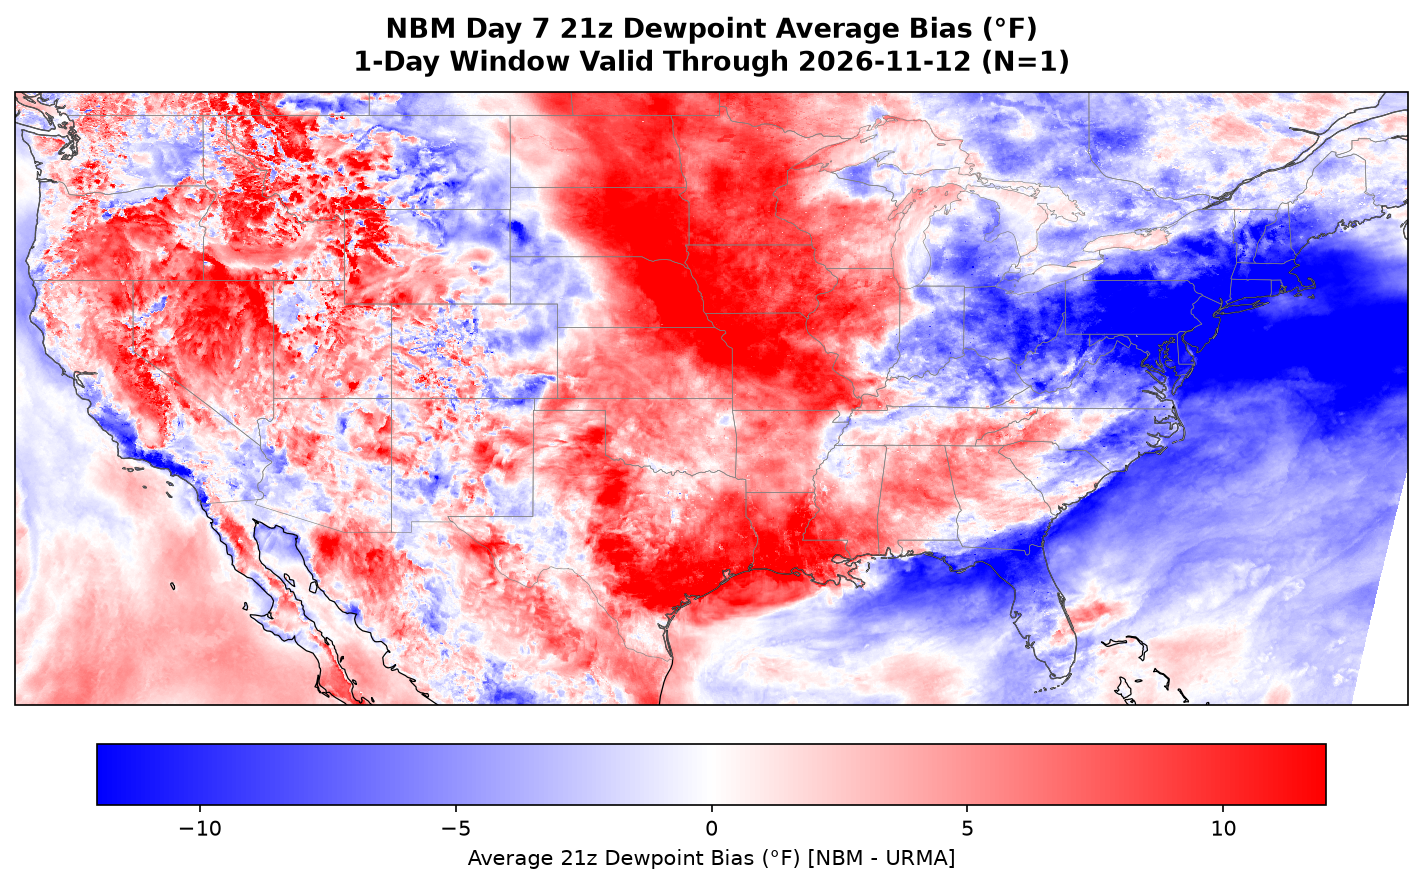 NBM Day 7 21z Dewpoint Average Bias (°F)
1-Day Window Valid Through 2026-11-12 (N=1)
−10 −5 0 5 10
Average 21z Dewpoint Bias (°F) [NBM - URMA]